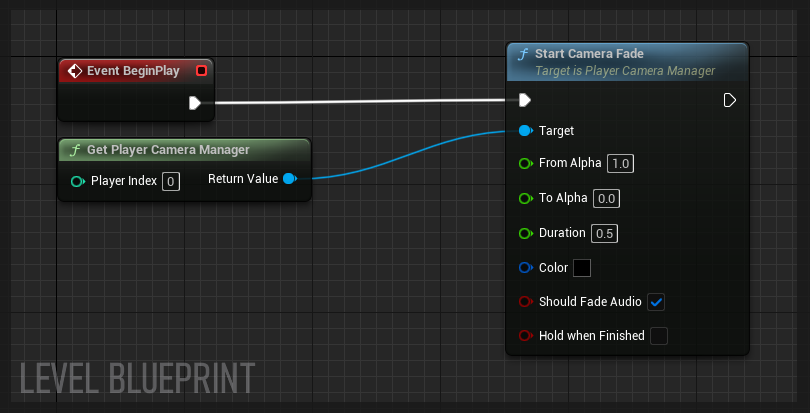 Event BeginPlay
Get Player Camera Manager
Player Index 0 Return Value
Start Camera Fade
Target is Player Camera Manager
Target
From Alpha 1.0
To Alpha 0.0
Duration 0.5
Color
Should Fade Audio
Hold when Finished
LEVEL BLUEPRINT